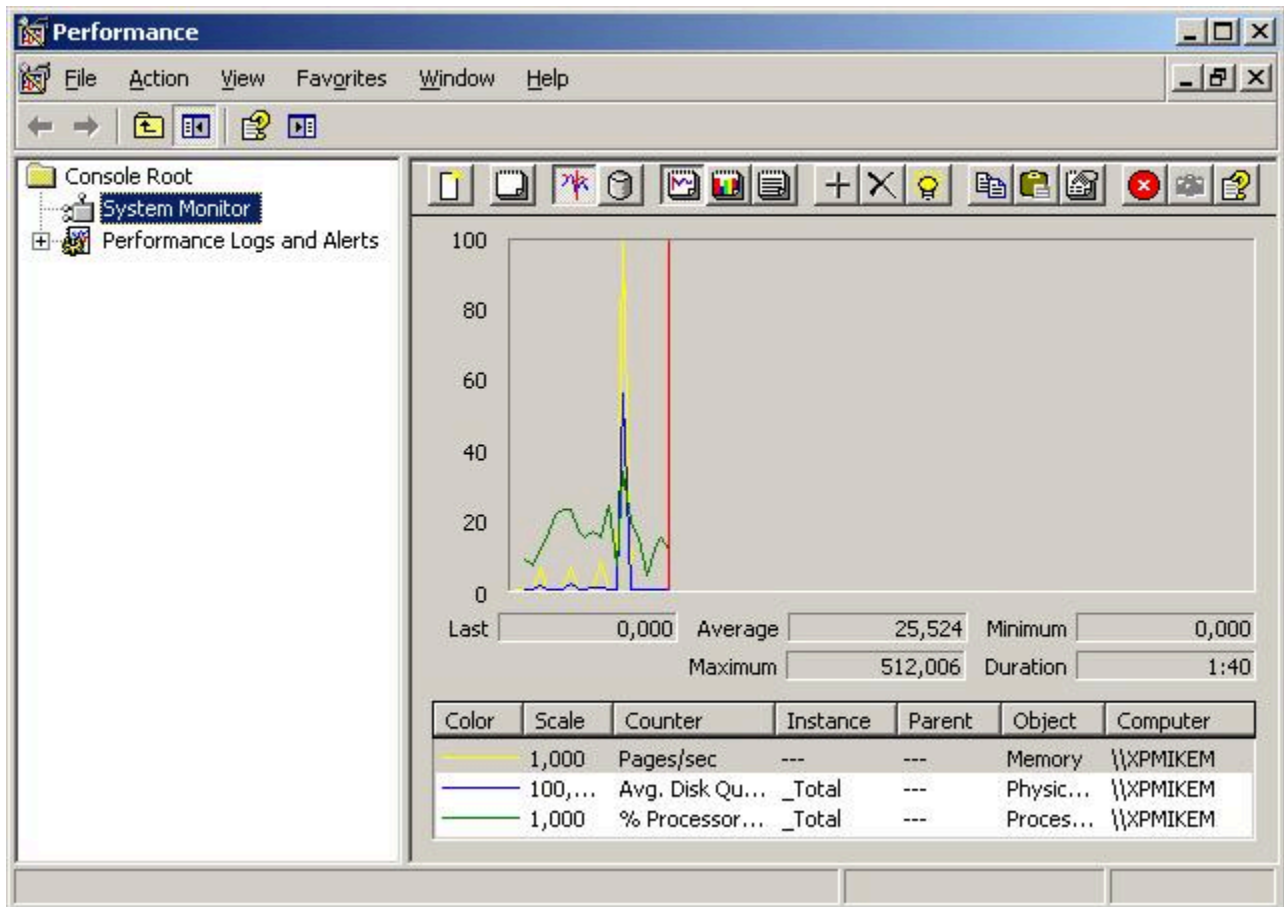 Performance
File Action View Favorites Window Help
Console Root
System Monitor
Performance Logs and Alerts
100
80
60
40
20
0
Last 0,000 Average 25,524 Minimum 0,000
Maximum 512,006 Duration 1:40
Color Scale Counter Instance Parent Object Computer
1,000 Pages/sec --- --- Memory \\XPMIKEM
100,... Avg. Disk Qu... _Total --- Physic... \\XPMIKEM
1,000 % Processor... _Total --- Proces... \\XPMIKEM